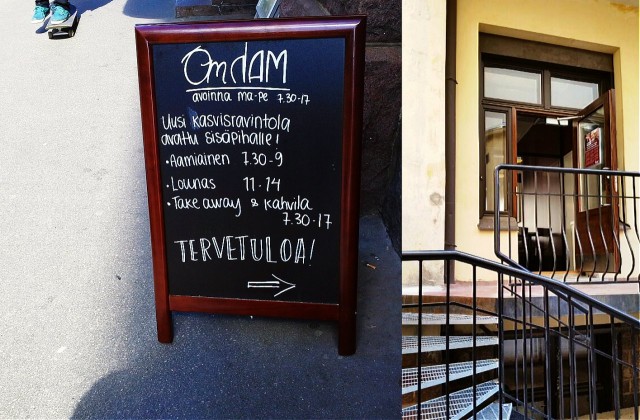 OmNAM
avoinna ma-pe 7.30-17
Uusi kasvisravintola
avattu sisäpihalle!
• Aamiainen 7.30-9
• Lounas 11-14
• Take away & kahvila
7.30-17
TERVETULOA!